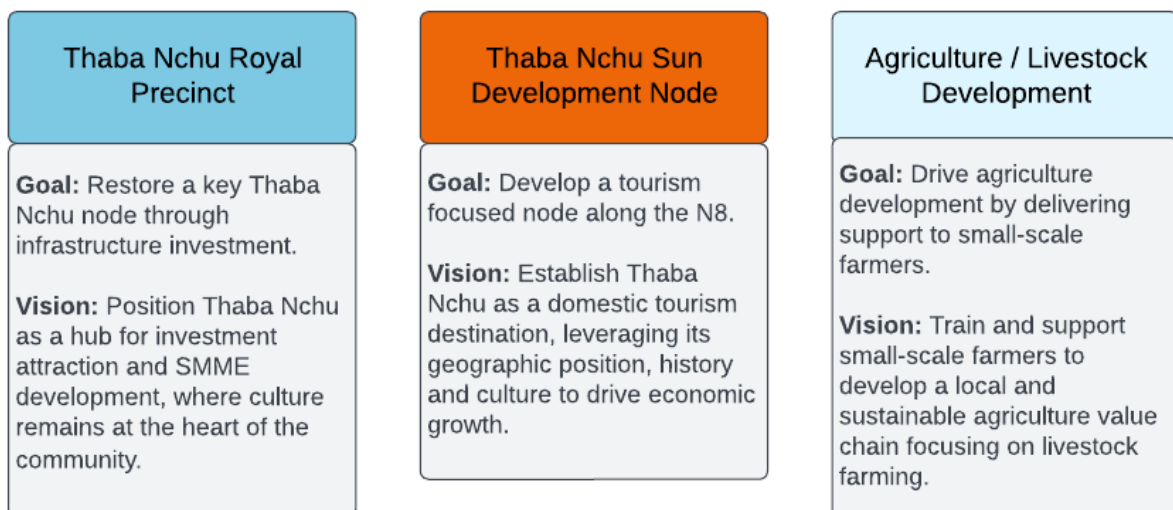 Thaba Nchu Royal
Precinct
Goal: Restore a key Thaba
Nchu node through
infrastructure investment.
Vision: Position Thaba Nchu
as a hub for investment
attraction and SMME
development, where culture
remains at the heart of the
community.
Thaba Nchu Sun
Development Node
Goal: Develop a tourism
focused node along the N8.
Vision: Establish Thaba
Nchu as a domestic tourism
destination, leveraging its
geographic position, history
and culture to drive economic
growth.
Agriculture / Livestock
Development
Goal: Drive agriculture
development by delivering
support to small-scale
farmers.
Vision: Train and support
small-scale farmers to
develop a local and
sustainable agriculture value
chain focusing on livestock
farming.